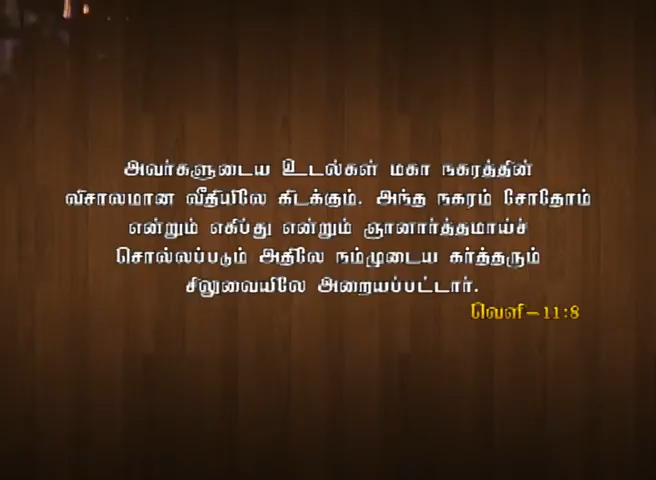 அவர்களுடைய உடல்கள் மகா நகரத்தின்
விசாலமான வீதியிலே கிடக்கும். அந்த நகரம் சோதோம்
என்றும் எகிப்து என்றும் ஞானார்த்தமாய்ச்
சொல்லப்படும் அதிலே நம்முடைய கர்த்தரும்
சிலுவையிலே அறையப்பட்டார்.
வெளி-11:8